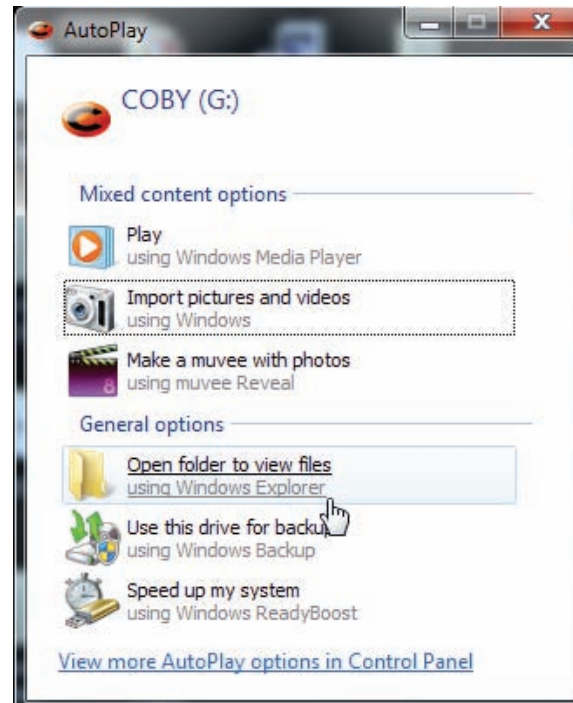 AutoPlay
COBY (G:)
Mixed content options
Play
using Windows Media Player
Import pictures and videos
using Windows
Make a muvee with photos
8
using muvee Reveal
General options
Open folder to view files
using Windows Explorer
Use this drive for backup
using Windows Backup
Speed up my system
using Windows ReadyBoost
View more AutoPlay options in Control Panel